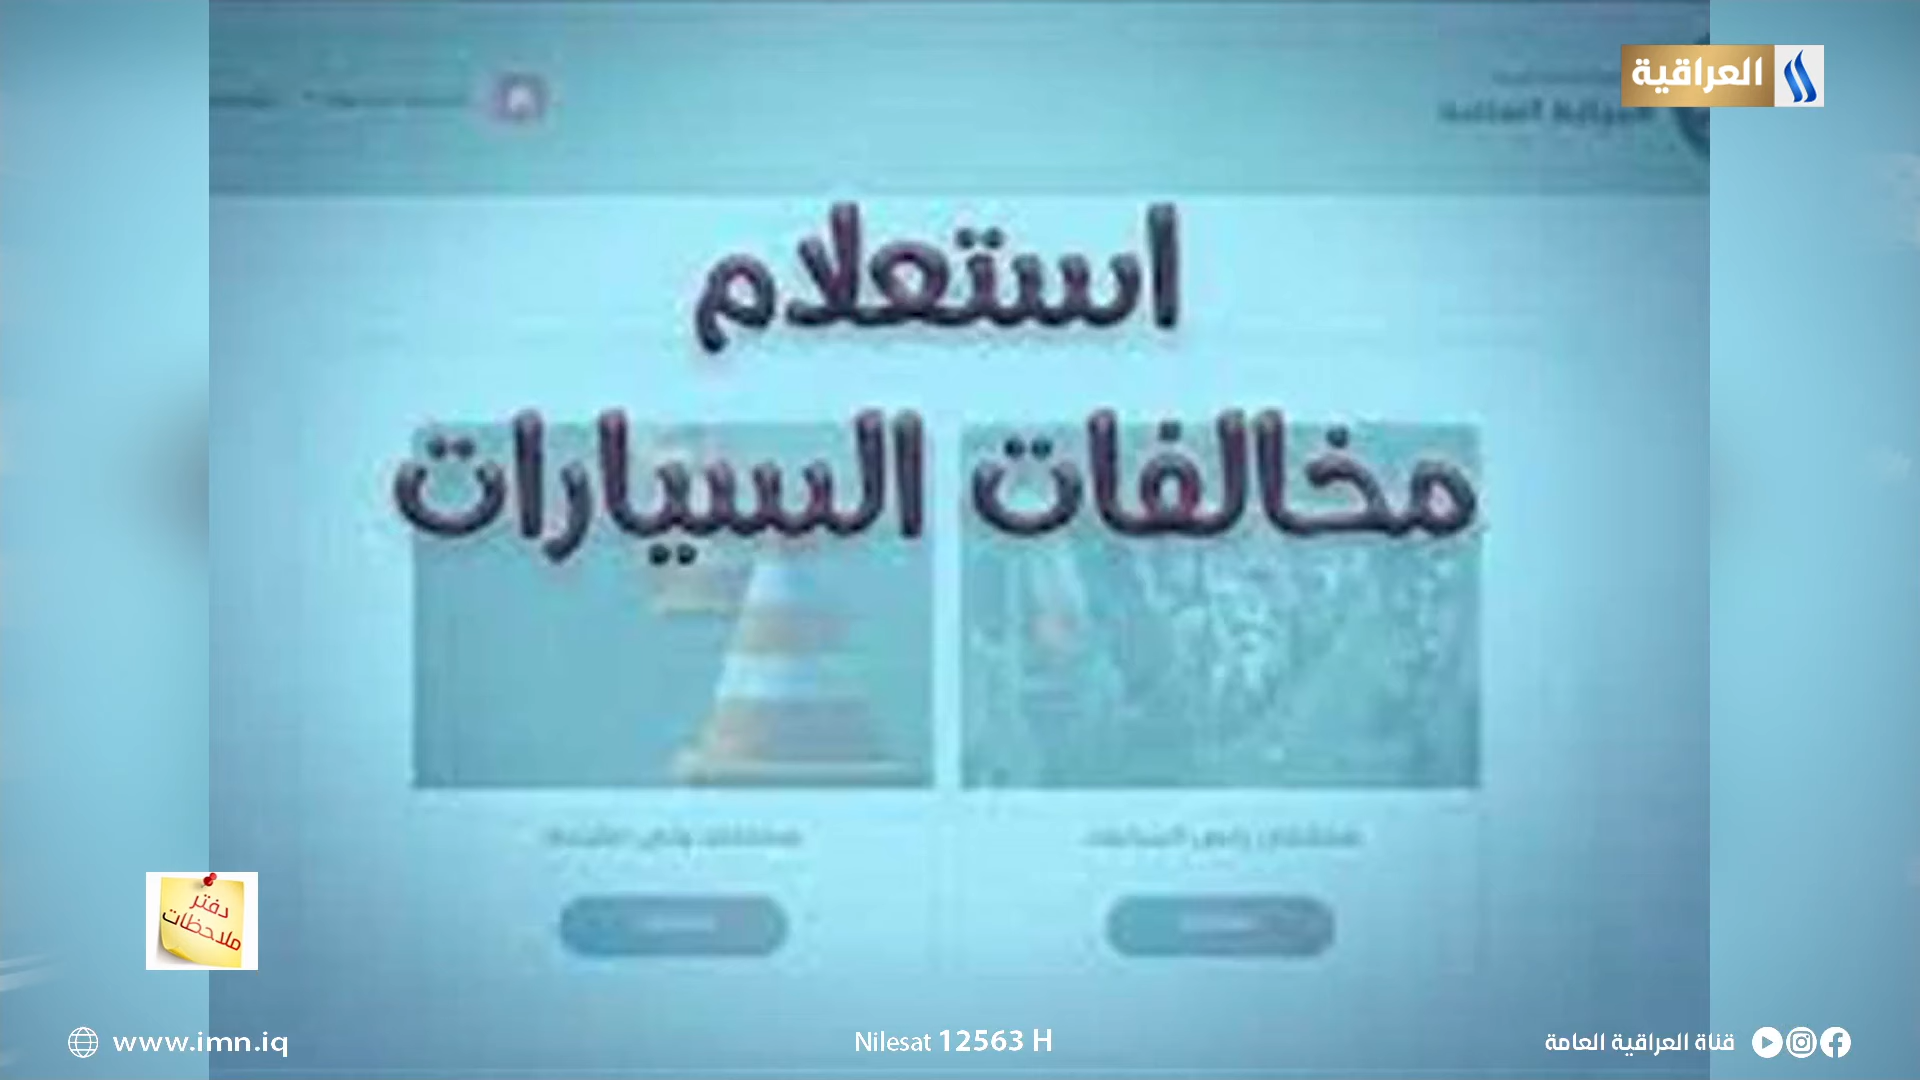 العراقية
استعلام
مخالفات السيارات
دفتر
ملاحظات
www.imn.iq
Nilesat 12563 H
قناة العراقية العامة